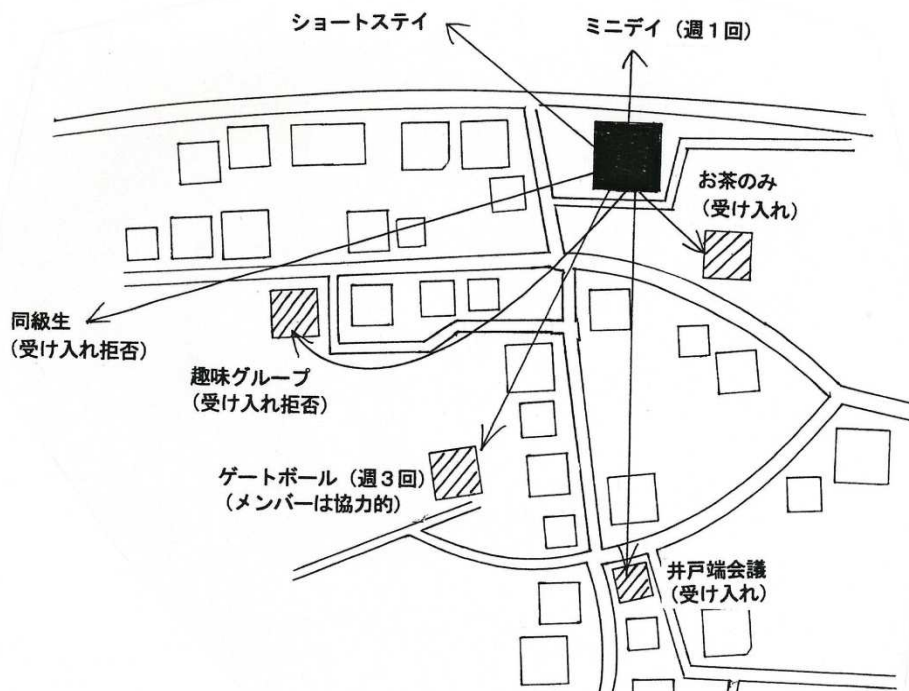 ショートステイ
ミニデイ（週１回）
お茶のみ
（受け入れ）
同級生
（受け入れ拒否）
趣味グループ
（受け入れ拒否）
ゲートボール（週３回）
（メンバーは協力的）
井戸端会議
（受け入れ）